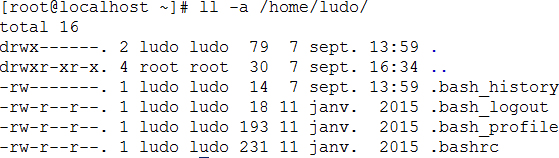 [root@localhost ~]# ll -a /home/ludo/
total 16
drwx------. 2 ludo ludo  79  7 sept. 13:59 .
drwxr-xr-x. 4 root root  30  7 sept. 16:34 ..
-rw-------. 1 ludo ludo  14  7 sept. 13:59 .bash_history
-rw-r--r--. 1 ludo ludo  18 11 janv.  2015 .bash_logout
-rw-r--r--. 1 ludo ludo 193 11 janv.  2015 .bash_profile
-rw-r--r--. 1 ludo ludo 231 11 janv.  2015 .bashrc